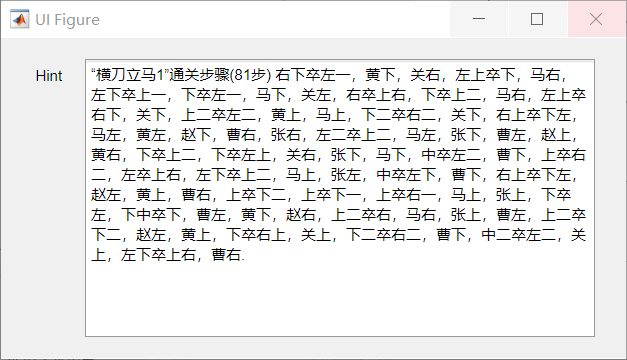 UI Figure
Hint
“横刀立马1”通关步骤(81步) 右下卒左一，黄下，关右，左上卒下，马右，
左下卒上一，下卒左一，马下，关左，右卒上右，下卒上二，马右，左上卒
右下，关下，上二卒左二，黄上，马上，下二卒右二，关下，右上卒下左，
马左，黄左，赵下，曹右，张右，左二卒上二，马左，张下，曹左，赵上，
黄右，下卒上二，下卒左上，关右，张下，马下，中卒左二，曹下，上卒右
二，左卒上右，左下卒上二，马上，张左，中卒左下，曹下，右上卒下左，
赵左，黄上，曹右，上卒下二，上卒下一，上卒右一，马上，张上，下卒
左，下中卒下，曹左，黄下，赵右，上二卒右，马右，张上，曹左，上二卒
下二，赵左，黄上，下卒右上，关上，下二卒右二，曹下，中二卒左二，关
上，左下卒上右，曹右.